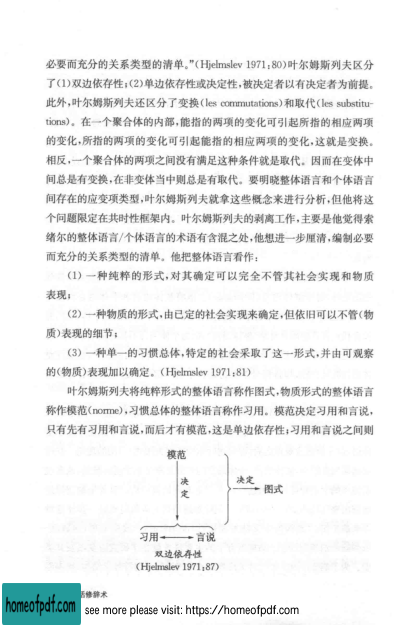 必要而充分的关系类型的清单。”(Hjelmslev 1971:80)叶尔姆斯列夫区分
了(1)双边依存性;(2)单边依存性或决定性,被决定者以有决定者为前提。
此外,叶尔姆斯列夫还区分了变换(les commutations)和取代(les substitu-
tions)。在一个聚合体的内部,能指的两项的变化可引起所指的相应两项
的变化,所指的两项的变化可引起能指的相应两项的变化,这就是变换。
相反,一个聚合体的两项之间没有满足这种条件就是取代。因而在变体中
间总是有变换,在非变体当中则总是有取代。要明晓整体语言和个体语言
间存在的应变项类型,叶尔姆斯列夫就拿这些概念来进行分析,但他将这
个问题限定在共时性框架内。叶尔姆斯列夫的剥离工作,主要是他觉得索
绪尔的整体语言/个体语言的术语有含混之处,他想进一步厘清,编制必要
而充分的关系类型的清单。他把整体语言看作:
(1) 一种纯粹的形式,对其确定可以完全不管其社会实现和物质
表现;
(2) 一种物质的形式,由已定的社会实现来确定,但依旧可以不管(物
质)表现的细节;
(3) 一种单一的习惯总体,特定的社会采取了这一形式,并由可观察
的(物质)表现加以确定。(Hjelmslev 1971:81)
叶尔姆斯列夫将纯粹形式的整体语言称作图式,物质形式的整体语言
称作模范(norme),习惯总体的整体语言称作习用。模范决定习用和言说,
只有先有习用和言说,而后才有模范,这是单边依存性;习用和言说之间则
模范
决定
决定
图式
习用
言说
双边依存性
(Hjelmslev 1971:87)
修辞术
homeofpdf.com
see more please visit: https://homeofpdf.com